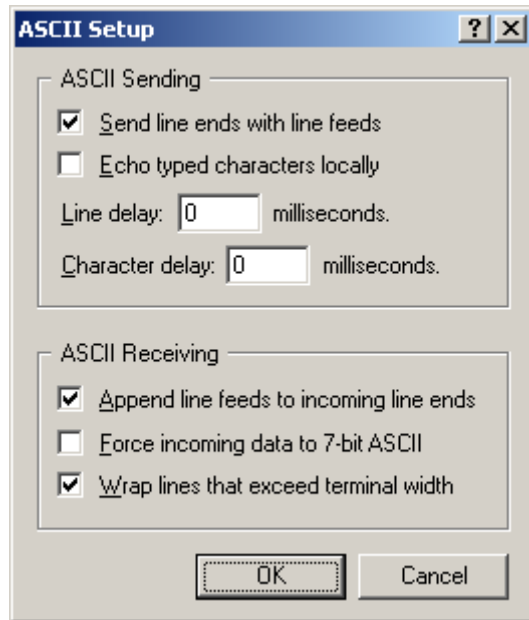 ASCII Setup
ASCII Sending
Send line ends with line feeds
Echo typed characters locally
Line delay: 0 milliseconds.
Character delay: 0 milliseconds.
ASCII Receiving
Append line feeds to incoming line ends
Force incoming data to 7-bit ASCII
Wrap lines that exceed terminal width
OK Cancel